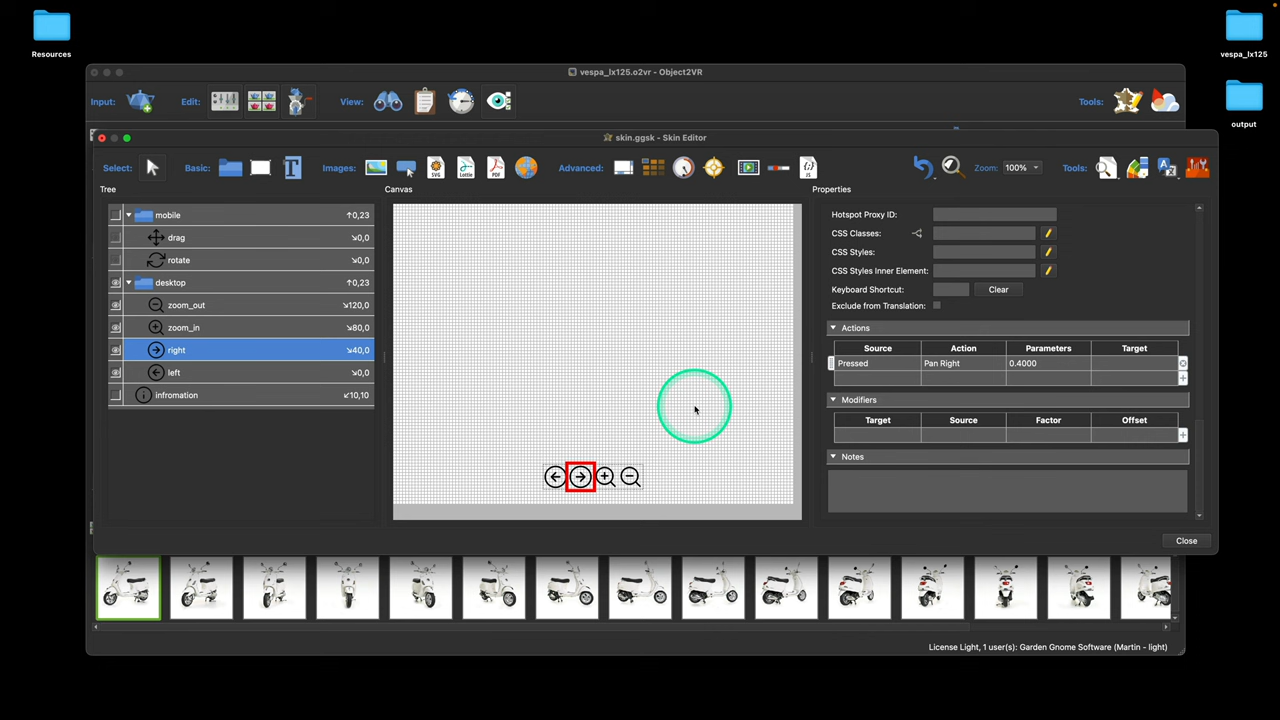 Resources
vespa_lx125
output
vespa_lx125.o2vr - Object2VR
Input:
Edit:
View:
Tools:
skin.ggsk - Skin Editor
Select:
Basic:
Images:
SVG
Lottie
PDF
Advanced:
JS
Zoom:
100%
Tools:
Tree
Canvas
Properties
mobile
↑0,23
drag
↘0,0
rotate
↘0,0
desktop
↑0,23
zoom_out
↘120,0
zoom_in
↘80,0
right
↘40,0
left
↘0,0
infromation
↙10,10
Hotspot Proxy ID:
CSS Classes:
CSS Styles:
CSS Styles Inner Element:
Keyboard Shortcut:
Clear
Exclude from Translation:
Actions
Source Action Parameters Target
Pressed Pan Right 0.4000
Modifiers
Target Source Factor Offset
Notes
Close
License Light, 1 user(s): Garden Gnome Software (Martin - light)